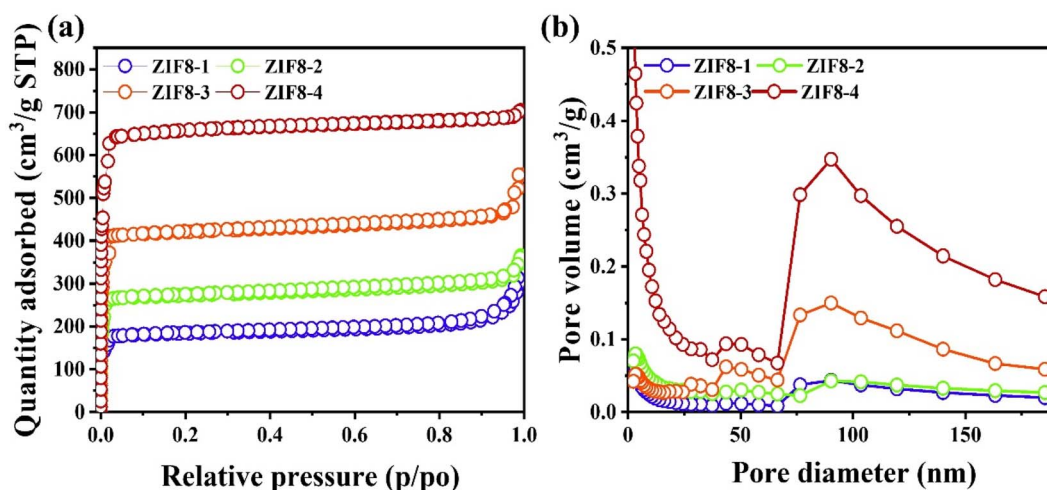 (a)
ZIF8-1 ZIF8-2
ZIF8-3 ZIF8-4
Quantity adsorbed (cm³/g STP)
800
700
600
500
400
300
200
100
0
0.0 0.2 0.4 0.6 0.8 1.0
Relative pressure (p/po)
(b)
ZIF8-1 ZIF8-2
ZIF8-3 ZIF8-4
Pore volume (cm³/g)
0.5
0.4
0.3
0.2
0.1
0.0
0 50 100 150
Pore diameter (nm)